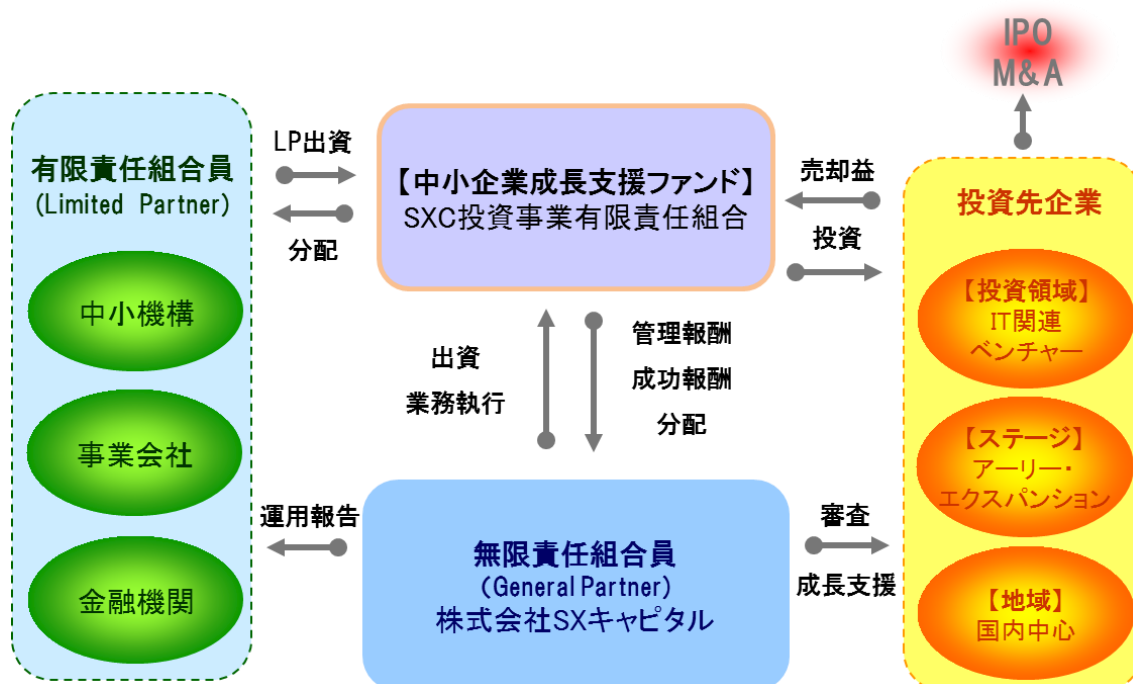 IPO
M&A
有限責任組合員
(Limited Partner)
中小機構
事業会社
金融機関
LP出資
分配
【中小企業成長支援ファンド】
SXC投資事業有限責任組合
売却益
投資
投資先企業
【投資領域】
IT関連
ベンチャー
【ステージ】
アーリー・
エクスパンション
【地域】
国内中心
出資
業務執行
管理報酬
成功報酬
分配
運用報告
無限責任組合員
(General Partner)
株式会社SXキャピタル
審査
成長支援